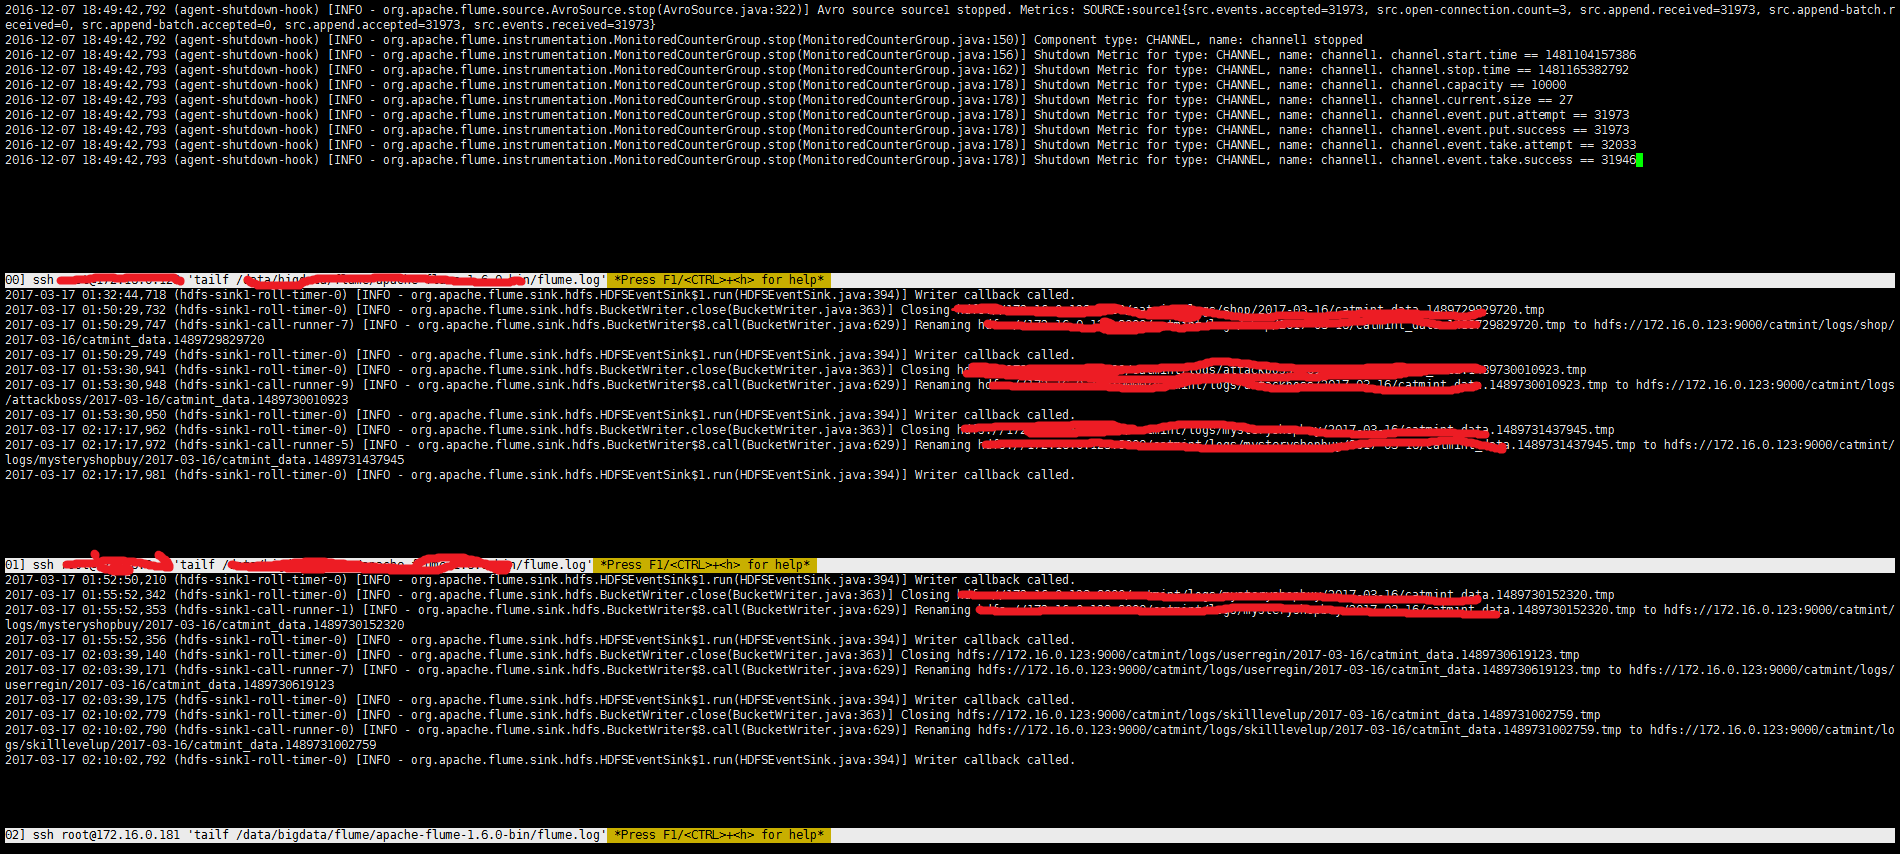 2016-12-07 18:49:42,792 (agent-shutdown-hook) [INFO - org.apache.flume.source.AvroSource.stop(AvroSource.java:322)] Avro source source1 stopped. Metrics: SOURCE:source1{src.events.accepted=31973, src.open-connection.count=3, src.append.received=31973, src.append-batch.r
eceived=0, src.append-batch.accepted=0, src.append.accepted=31973, src.events.received=31973}
2016-12-07 18:49:42,792 (agent-shutdown-hook) [INFO - org.apache.flume.instrumentation.MonitoredCounterGroup.stop(MonitoredCounterGroup.java:150)] Component type: CHANNEL, name: channel1 stopped
2016-12-07 18:49:42,793 (agent-shutdown-hook) [INFO - org.apache.flume.instrumentation.MonitoredCounterGroup.stop(MonitoredCounterGroup.java:156)] Shutdown Metric for type: CHANNEL, name: channel1. channel.start.time == 1481104157386
2016-12-07 18:49:42,793 (agent-shutdown-hook) [INFO - org.apache.flume.instrumentation.MonitoredCounterGroup.stop(MonitoredCounterGroup.java:162)] Shutdown Metric for type: CHANNEL, name: channel1. channel.stop.time == 1481165382792
2016-12-07 18:49:42,793 (agent-shutdown-hook) [INFO - org.apache.flume.instrumentation.MonitoredCounterGroup.stop(MonitoredCounterGroup.java:178)] Shutdown Metric for type: CHANNEL, name: channel1. channel.capacity == 10000
2016-12-07 18:49:42,793 (agent-shutdown-hook) [INFO - org.apache.flume.instrumentation.MonitoredCounterGroup.stop(MonitoredCounterGroup.java:178)] Shutdown Metric for type: CHANNEL, name: channel1. channel.current.size == 27
2016-12-07 18:49:42,793 (agent-shutdown-hook) [INFO - org.apache.flume.instrumentation.MonitoredCounterGroup.stop(MonitoredCounterGroup.java:178)] Shutdown Metric for type: CHANNEL, name: channel1. channel.event.put.attempt == 31973
2016-12-07 18:49:42,793 (agent-shutdown-hook) [INFO - org.apache.flume.instrumentation.MonitoredCounterGroup.stop(MonitoredCounterGroup.java:178)] Shutdown Metric for type: CHANNEL, name: channel1. channel.event.put.success == 31973
2016-12-07 18:49:42,793 (agent-shutdown-hook) [INFO - org.apache.flume.instrumentation.MonitoredCounterGroup.stop(MonitoredCounterGroup.java:178)] Shutdown Metric for type: CHANNEL, name: channel1. channel.event.take.attempt == 32033
2016-12-07 18:49:42,793 (agent-shutdown-hook) [INFO - org.apache.flume.instrumentation.MonitoredCounterGroup.stop(MonitoredCounterGroup.java:178)] Shutdown Metric for type: CHANNEL, name: channel1. channel.event.take.success == 31946
00] ssh 'tailf /bin/flume.log' *Press F1/<CTRL>+<h> for help*
2017-03-17 01:32:44,718 (hdfs-sink1-roll-timer-0) [INFO - org.apache.flume.sink.hdfs.HDFSEventSink$1.run(HDFSEventSink.java:394)] Writer callback called.
2017-03-17 01:50:29,732 (hdfs-sink1-roll-timer-0) [INFO - org.apache.flume.sink.hdfs.BucketWriter.close(BucketWriter.java:363)] Closing /shop/2017-03-16/catmint_data.1489729829720.tmp
2017-03-17 01:50:29,747 (hdfs-sink1-call-runner-7) [INFO - org.apache.flume.sink.hdfs.BucketWriter$8.call(BucketWriter.java:629)] Renaming 729829720.tmp to hdfs://172.16.0.123:9000/catmint/logs/shop/
2017-03-16/catmint_data.1489729829720
2017-03-17 01:50:29,749 (hdfs-sink1-roll-timer-0) [INFO - org.apache.flume.sink.hdfs.HDFSEventSink$1.run(HDFSEventSink.java:394)] Writer callback called.
2017-03-17 01:53:30,941 (hdfs-sink1-roll-timer-0) [INFO - org.apache.flume.sink.hdfs.BucketWriter.close(BucketWriter.java:363)] Closing 9730010923.tmp
2017-03-17 01:53:30,948 (hdfs-sink1-call-runner-9) [INFO - org.apache.flume.sink.hdfs.BucketWriter$8.call(BucketWriter.java:629)] Renaming .1489730010923.tmp to hdfs://172.16.0.123:9000/catmint/logs
/attackboss/2017-03-16/catmint_data.1489730010923
2017-03-17 01:53:30,950 (hdfs-sink1-roll-timer-0) [INFO - org.apache.flume.sink.hdfs.HDFSEventSink$1.run(HDFSEventSink.java:394)] Writer callback called.
2017-03-17 02:17:17,962 (hdfs-sink1-roll-timer-0) [INFO - org.apache.flume.sink.hdfs.BucketWriter.close(BucketWriter.java:363)] Closing .1489731437945.tmp
2017-03-17 02:17:17,972 (hdfs-sink1-call-runner-5) [INFO - org.apache.flume.sink.hdfs.BucketWriter$8.call(BucketWriter.java:629)] Renaming .1489731437945.tmp to hdfs://172.16.0.123:9000/catmint/
logs/mysteryshopbuy/2017-03-16/catmint_data.1489731437945
2017-03-17 02:17:17,981 (hdfs-sink1-roll-timer-0) [INFO - org.apache.flume.sink.hdfs.HDFSEventSink$1.run(HDFSEventSink.java:394)] Writer callback called.
01] ssh 'tailf /bin/flume.log' *Press F1/<CTRL>+<h> for help*
2017-03-17 01:52:50,210 (hdfs-sink1-roll-timer-0) [INFO - org.apache.flume.sink.hdfs.HDFSEventSink$1.run(HDFSEventSink.java:394)] Writer callback called.
2017-03-17 01:55:52,342 (hdfs-sink1-roll-timer-0) [INFO - org.apache.flume.sink.hdfs.BucketWriter.close(BucketWriter.java:363)] Closing .1489730152320.tmp
2017-03-17 01:55:52,353 (hdfs-sink1-call-runner-1) [INFO - org.apache.flume.sink.hdfs.BucketWriter$8.call(BucketWriter.java:629)] Renaming .1489730152320.tmp to hdfs://172.16.0.123:9000/catmint/
logs/mysteryshopbuy/2017-03-16/catmint_data.1489730152320
2017-03-17 01:55:52,356 (hdfs-sink1-roll-timer-0) [INFO - org.apache.flume.sink.hdfs.HDFSEventSink$1.run(HDFSEventSink.java:394)] Writer callback called.
2017-03-17 02:03:39,140 (hdfs-sink1-roll-timer-0) [INFO - org.apache.flume.sink.hdfs.BucketWriter.close(BucketWriter.java:363)] Closing hdfs://172.16.0.123:9000/catmint/logs/userregin/2017-03-16/catmint_data.1489730619123.tmp
2017-03-17 02:03:39,171 (hdfs-sink1-call-runner-7) [INFO - org.apache.flume.sink.hdfs.BucketWriter$8.call(BucketWriter.java:629)] Renaming hdfs://172.16.0.123:9000/catmint/logs/userregin/2017-03-16/catmint_data.1489730619123.tmp to hdfs://172.16.0.123:9000/catmint/logs/
userregin/2017-03-16/catmint_data.1489730619123
2017-03-17 02:03:39,175 (hdfs-sink1-roll-timer-0) [INFO - org.apache.flume.sink.hdfs.HDFSEventSink$1.run(HDFSEventSink.java:394)] Writer callback called.
2017-03-17 02:10:02,779 (hdfs-sink1-roll-timer-0) [INFO - org.apache.flume.sink.hdfs.BucketWriter.close(BucketWriter.java:363)] Closing hdfs://172.16.0.123:9000/catmint/logs/skilllevelup/2017-03-16/catmint_data.1489731002759.tmp
2017-03-17 02:10:02,790 (hdfs-sink1-call-runner-0) [INFO - org.apache.flume.sink.hdfs.BucketWriter$8.call(BucketWriter.java:629)] Renaming hdfs://172.16.0.123:9000/catmint/logs/skilllevelup/2017-03-16/catmint_data.1489731002759.tmp to hdfs://172.16.0.123:9000/catmint/lo
gs/skilllevelup/2017-03-16/catmint_data.1489731002759
2017-03-17 02:10:02,792 (hdfs-sink1-roll-timer-0) [INFO - org.apache.flume.sink.hdfs.HDFSEventSink$1.run(HDFSEventSink.java:394)] Writer callback called.
02] ssh root@172.16.0.181 'tailf /data/bigdata/flume/apache-flume-1.6.0-bin/flume.log' *Press F1/<CTRL>+<h> for help*